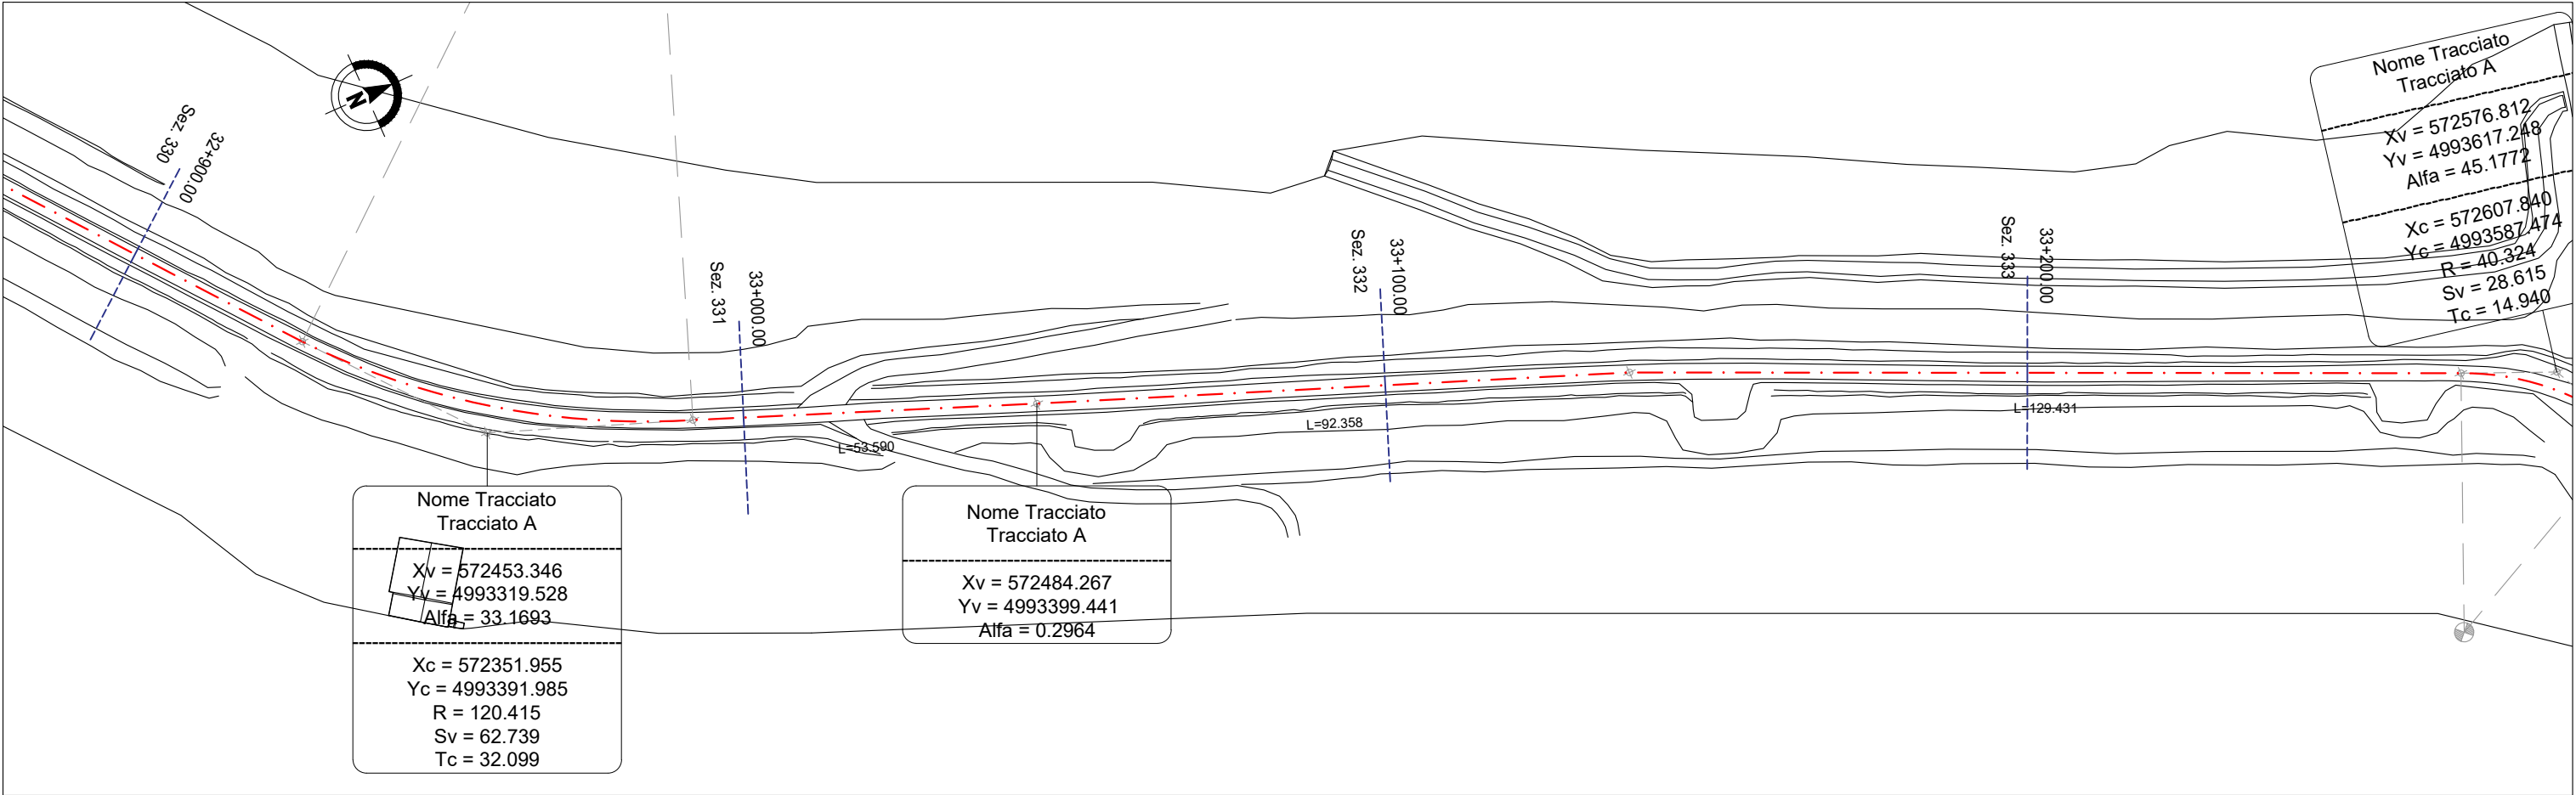 N
Sez. 330
32+900.00
Sez. 331
33+000.00
Sez. 332
33+100.00
Sez. 333
33+200.00
L=53.590
L=92.358
L=129.431
Nome Tracciato
Tracciato A
Xv = 572453.346
Yv = 4993319.528
Alfa = 33.1693
Xc = 572351.955
Yc = 4993391.985
R = 120.415
Sv = 62.739
Tc = 32.099
Nome Tracciato
Tracciato A
Xv = 572484.267
Yv = 4993399.441
Alfa = 0.2964
Nome Tracciato
Tracciato A
Xv = 572576.812
Yv = 4993617.248
Alfa = 45.1772
Xc = 572607.840
Yc = 4993587.474
R = 40.324
Sv = 28.615
Tc = 14.940